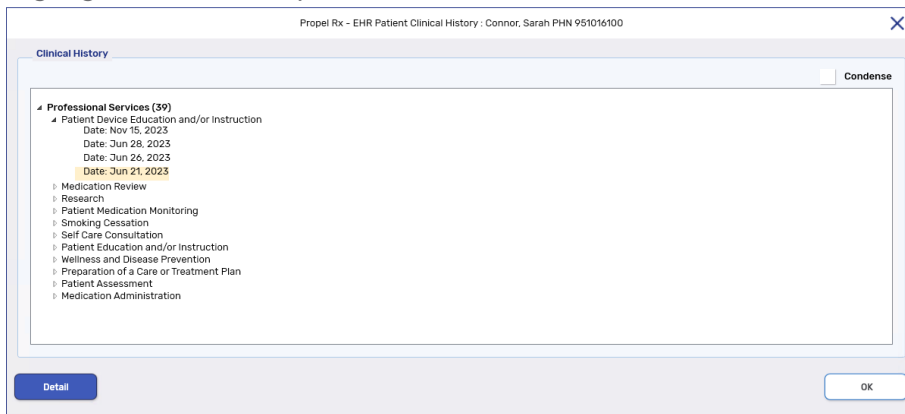 Propel Rx - EHR Patient Clinical History : Connor, Sarah PHN 951016100
Clinical History
Condense
Professional Services (39)
Patient Device Education and/or Instruction
Date: Nov 15, 2023
Date: Jun 28, 2023
Date: Jun 26, 2023
Date: Jun 21, 2023
Medication Review
Research
Patient Medication Monitoring
Smoking Cessation
Self Care Consultation
Patient Education and/or Instruction
Wellness and Disease Prevention
Preparation of a Care or Treatment Plan
Patient Assessment
Medication Administration
Detail
OK